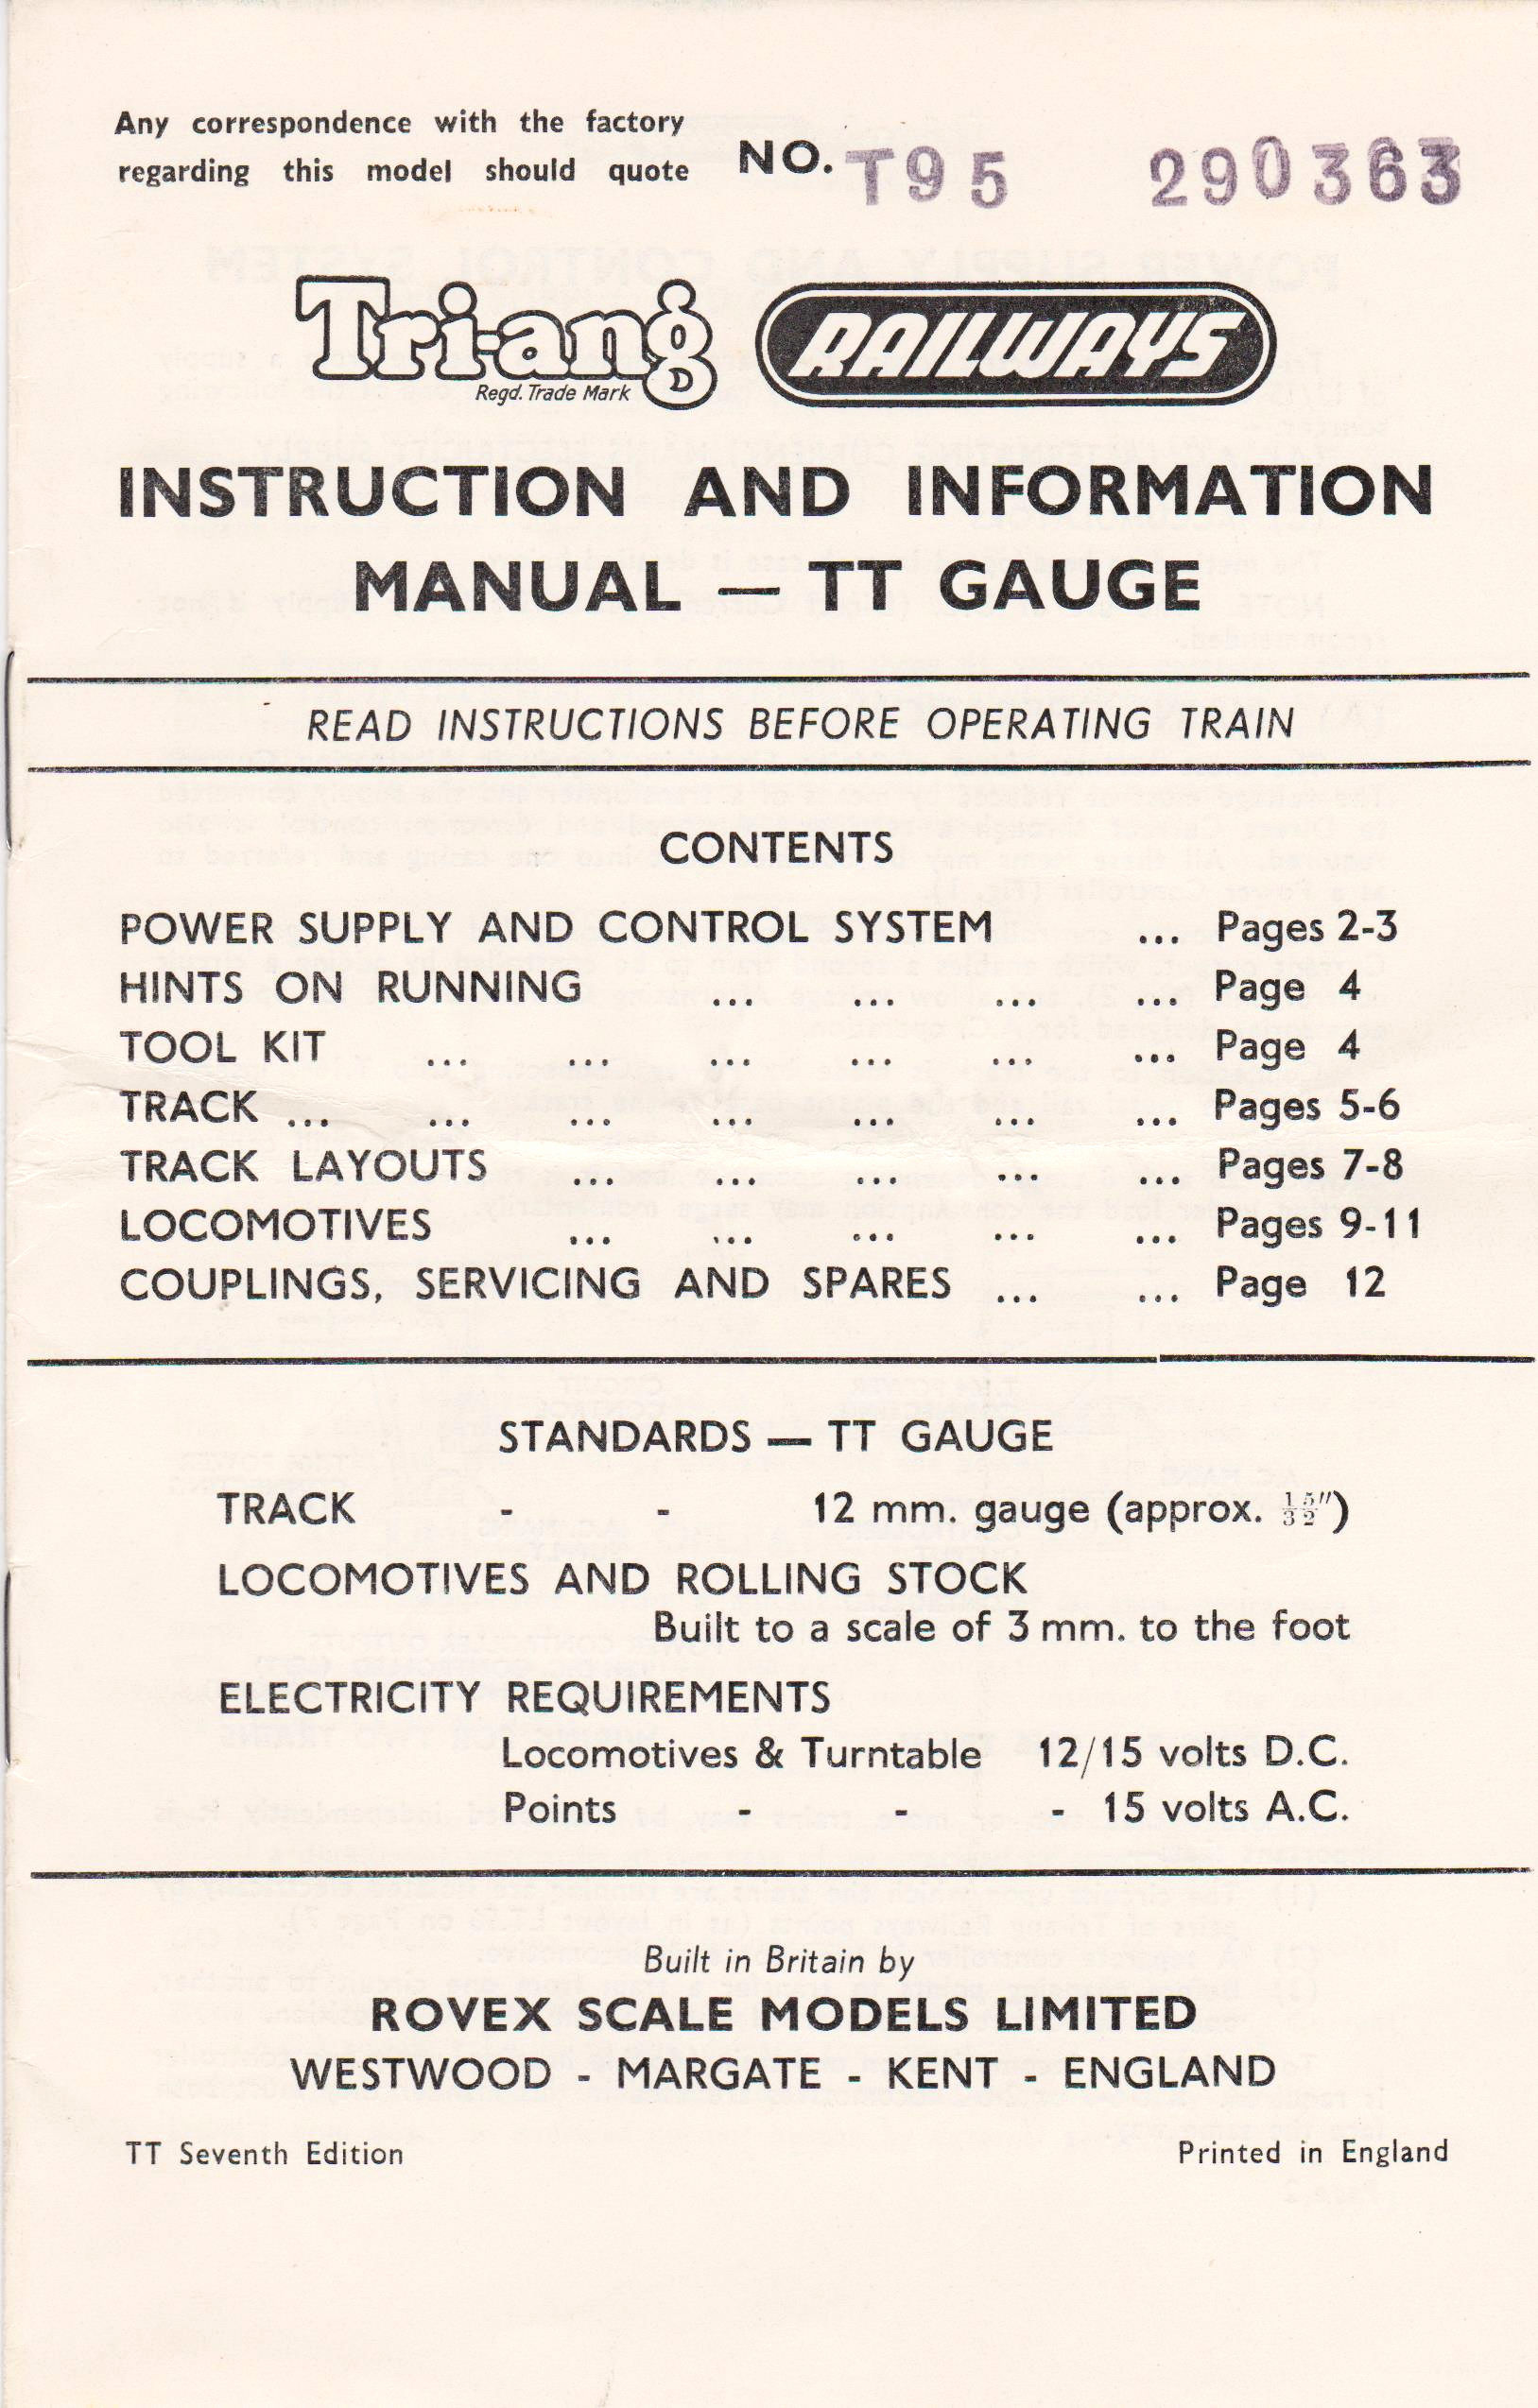 Any correspondence with the factory
regarding this model should quote NO. T95 290363
Tri-ang RAILWAYS
Regd. Trade Mark
INSTRUCTION AND INFORMATION
MANUAL — TT GAUGE
READ INSTRUCTIONS BEFORE OPERATING TRAIN
CONTENTS
POWER SUPPLY AND CONTROL SYSTEM ... Pages 2-3
HINTS ON RUNNING ... ... ... ... Page 4
TOOL KIT ... ... ... ... ... ... Page 4
TRACK ... ... ... ... ... ... ... Pages 5-6
TRACK LAYOUTS ... ... ... ... ... Pages 7-8
LOCOMOTIVES ... ... ... ... ... Pages 9-11
COUPLINGS, SERVICING AND SPARES ... ... Page 12
STANDARDS — TT GAUGE
TRACK - - 12 mm. gauge (approx. 15/32")
LOCOMOTIVES AND ROLLING STOCK
Built to a scale of 3 mm. to the foot
ELECTRICITY REQUIREMENTS
Locomotives & Turntable 12/15 volts D.C.
Points - - - 15 volts A.C.
Built in Britain by
ROVEX SCALE MODELS LIMITED
WESTWOOD - MARGATE - KENT - ENGLAND
TT Seventh Edition Printed in England